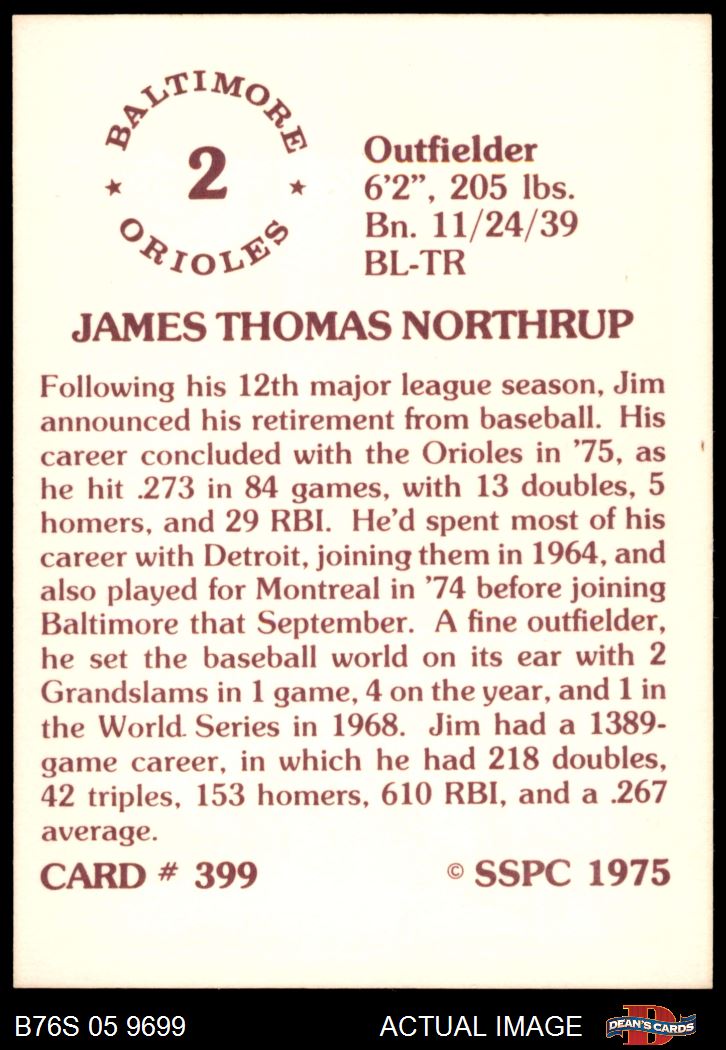 BALTIMORE
2
ORIOLES
Outfielder
6'2", 205 lbs.
Bn. 11/24/39
BL-TR
JAMES THOMAS NORTHRUP
Following his 12th major league season, Jim
announced his retirement from baseball. His
career concluded with the Orioles in '75, as
he hit .273 in 84 games, with 13 doubles, 5
homers, and 29 RBI. He'd spent most of his
career with Detroit, joining them in 1964, and
also played for Montreal in '74 before joining
Baltimore that September. A fine outfielder,
he set the baseball world on its ear with 2
Grandslams in 1 game, 4 on the year, and 1 in
the World Series in 1968. Jim had a 1389-
game career, in which he had 218 doubles,
42 triples, 153 homers, 610 RBI, and a .267
average.
CARD # 399 © SSPC 1975
B76S 05 9699 ACTUAL IMAGE D DEAN'S CARDS